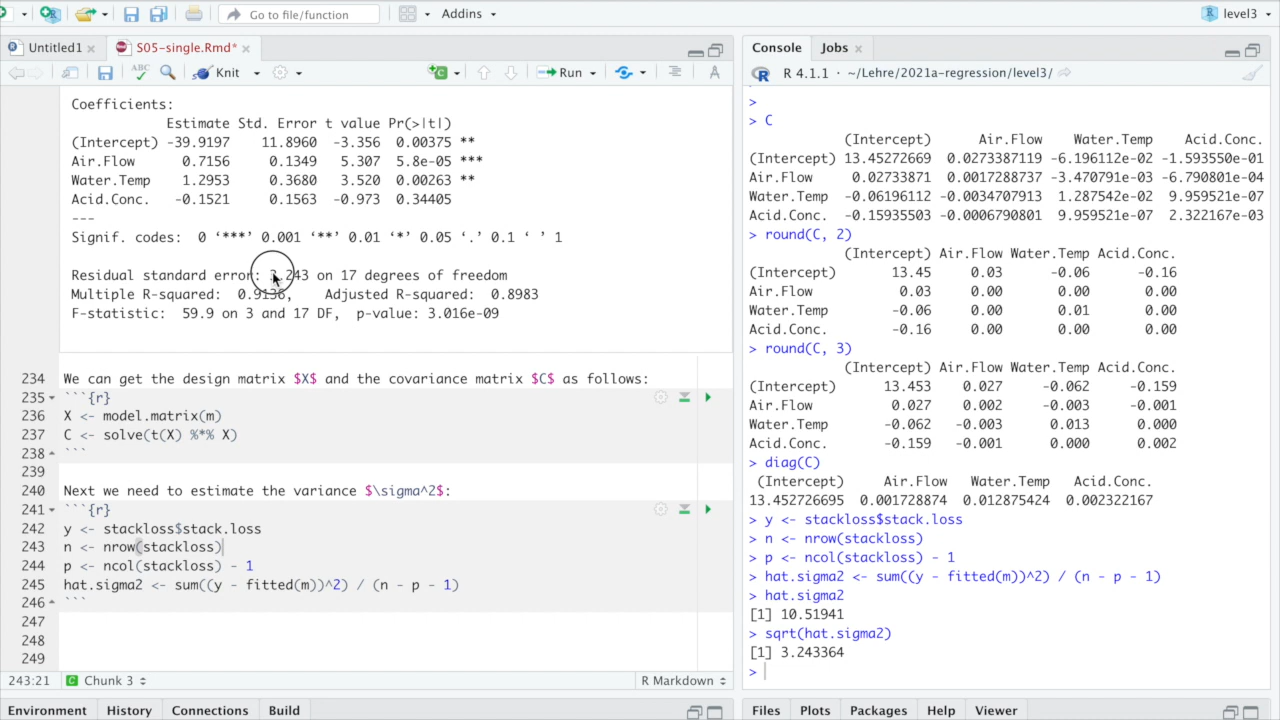 Go to file/function
Addins
level3
Untitled1
S05-single.Rmd*
ABC
Knit
Run
Coefficients:
Estimate Std. Error t value Pr(>|t|)
(Intercept) -39.9197 11.8960 -3.356 0.00375 **
Air.Flow 0.7156 0.1349 5.307 5.8e-05 ***
Water.Temp 1.2953 0.3680 3.520 0.00263 **
Acid.Conc. -0.1521 0.1563 -0.973 0.34405
---
Signif. codes: 0 ‘***’ 0.001 ‘**’ 0.01 ‘*’ 0.05 ‘.’ 0.1 ‘ ’ 1
Residual standard error: 3.243 on 17 degrees of freedom
Multiple R-squared: 0.9136, Adjusted R-squared: 0.8983
F-statistic: 59.9 on 3 and 17 DF, p-value: 3.016e-09
234 We can get the design matrix $X$ and the covariance matrix $C$ as follows:
235 ```{r}
236 X <- model.matrix(m)
237 C <- solve(t(X) %*% X)
238 ```
239
240 Next we need to estimate the variance $\sigma^2$:
241 ```{r}
242 y <- stackloss$stack.loss
243 n <- nrow(stackloss)
244 p <- ncol(stackloss) - 1
245 hat.sigma2 <- sum((y - fitted(m))^2) / (n - p - 1)
246 ```
247
248
249
243:21 C Chunk 3 R Markdown
Environment History Connections Build
Console Jobs
R 4.1.1 · ~/Lehre/2021a-regression/level3/
>
> C
(Intercept) Air.Flow Water.Temp Acid.Conc.
(Intercept) 13.45272669 0.0273387119 -6.196112e-02 -1.593550e-01
Air.Flow 0.02733871 0.0017288737 -3.470791e-03 -6.790801e-04
Water.Temp -0.06196112 -0.0034707913 1.287542e-02 9.959521e-07
Acid.Conc. -0.15935503 -0.0006790801 9.959521e-07 2.322167e-03
> round(C, 2)
(Intercept) Air.Flow Water.Temp Acid.Conc.
(Intercept) 13.45 0.03 -0.06 -0.16
Air.Flow 0.03 0.00 0.00 0.00
Water.Temp -0.06 0.00 0.01 0.00
Acid.Conc. -0.16 0.00 0.00 0.00
> round(C, 3)
(Intercept) Air.Flow Water.Temp Acid.Conc.
(Intercept) 13.453 0.027 -0.062 -0.159
Air.Flow 0.027 0.002 -0.003 -0.001
Water.Temp -0.062 -0.003 0.013 0.000
Acid.Conc. -0.159 -0.001 0.000 0.002
> diag(C)
(Intercept) Air.Flow Water.Temp Acid.Conc.
13.452726695 0.001728874 0.012875424 0.002322167
> y <- stackloss$stack.loss
> n <- nrow(stackloss)
> p <- ncol(stackloss) - 1
> hat.sigma2 <- sum((y - fitted(m))^2) / (n - p - 1)
> hat.sigma2
[1] 10.51941
> sqrt(hat.sigma2)
[1] 3.243364
>
Files Plots Packages Help Viewer